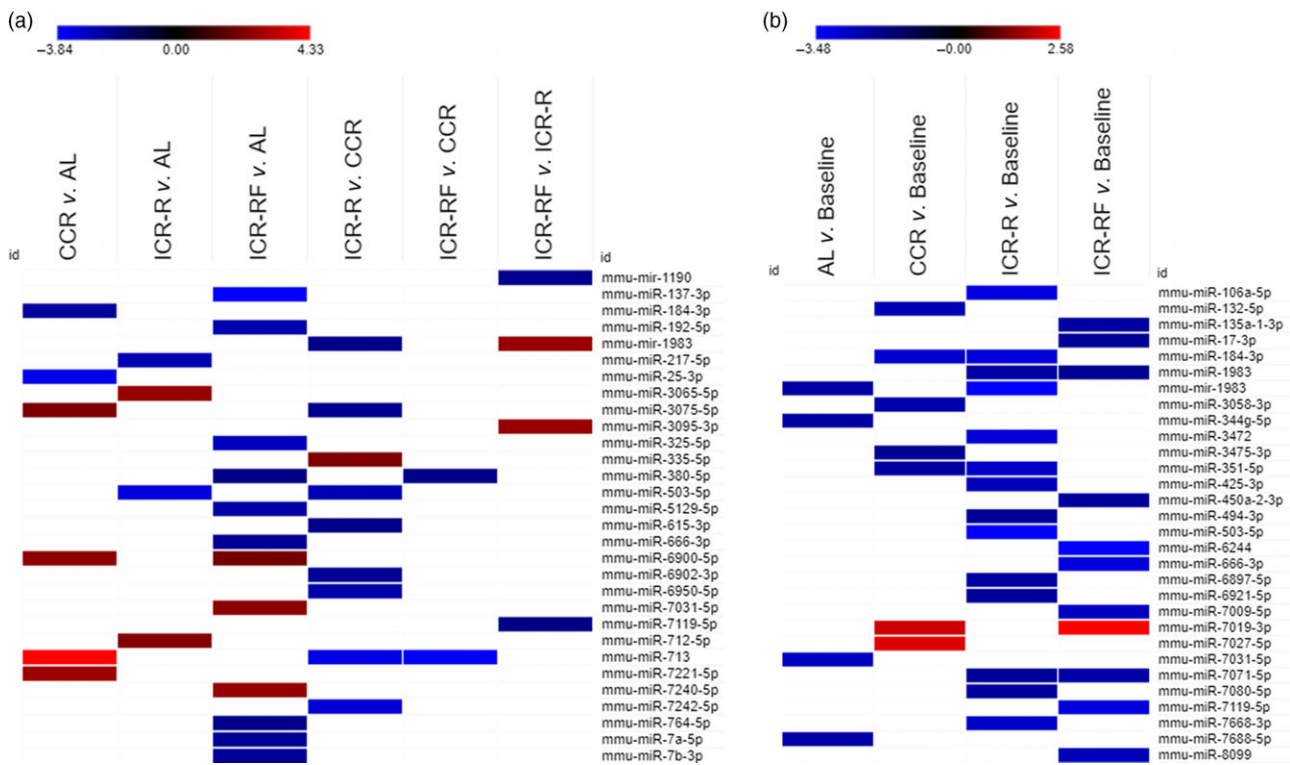 (a)
−3.84 0.00 4.33
id
CCR v. AL
ICR-R v. AL
ICR-RF v. AL
ICR-R v. CCR
ICR-RF v. CCR
ICR-RF v. ICR-R
id
mmu-mir-1190
mmu-miR-137-3p
mmu-miR-184-3p
mmu-miR-192-5p
mmu-mir-1983
mmu-miR-217-5p
mmu-miR-25-3p
mmu-miR-3065-5p
mmu-miR-3075-5p
mmu-miR-3095-3p
mmu-miR-325-5p
mmu-miR-335-5p
mmu-miR-380-5p
mmu-miR-503-5p
mmu-miR-5129-5p
mmu-miR-615-3p
mmu-miR-666-3p
mmu-miR-6900-5p
mmu-miR-6902-3p
mmu-miR-6950-5p
mmu-miR-7031-5p
mmu-miR-7119-5p
mmu-miR-712-5p
mmu-miR-713
mmu-miR-7221-5p
mmu-miR-7240-5p
mmu-miR-7242-5p
mmu-miR-764-5p
mmu-miR-7a-5p
mmu-miR-7b-3p
(b)
−3.48 −0.00 2.58
id
AL v. Baseline
CCR v. Baseline
ICR-R v. Baseline
ICR-RF v. Baseline
id
mmu-miR-106a-5p
mmu-miR-132-5p
mmu-miR-135a-1-3p
mmu-miR-17-3p
mmu-miR-184-3p
mmu-miR-1983
mmu-mir-1983
mmu-miR-3058-3p
mmu-miR-344g-5p
mmu-miR-3472
mmu-miR-3475-3p
mmu-miR-351-5p
mmu-miR-425-3p
mmu-miR-450a-2-3p
mmu-miR-494-3p
mmu-miR-503-5p
mmu-miR-6244
mmu-miR-666-3p
mmu-miR-6897-5p
mmu-miR-6921-5p
mmu-miR-7009-5p
mmu-miR-7019-3p
mmu-miR-7027-5p
mmu-miR-7031-5p
mmu-miR-7071-5p
mmu-miR-7080-5p
mmu-miR-7119-5p
mmu-miR-7668-3p
mmu-miR-7688-5p
mmu-miR-8099